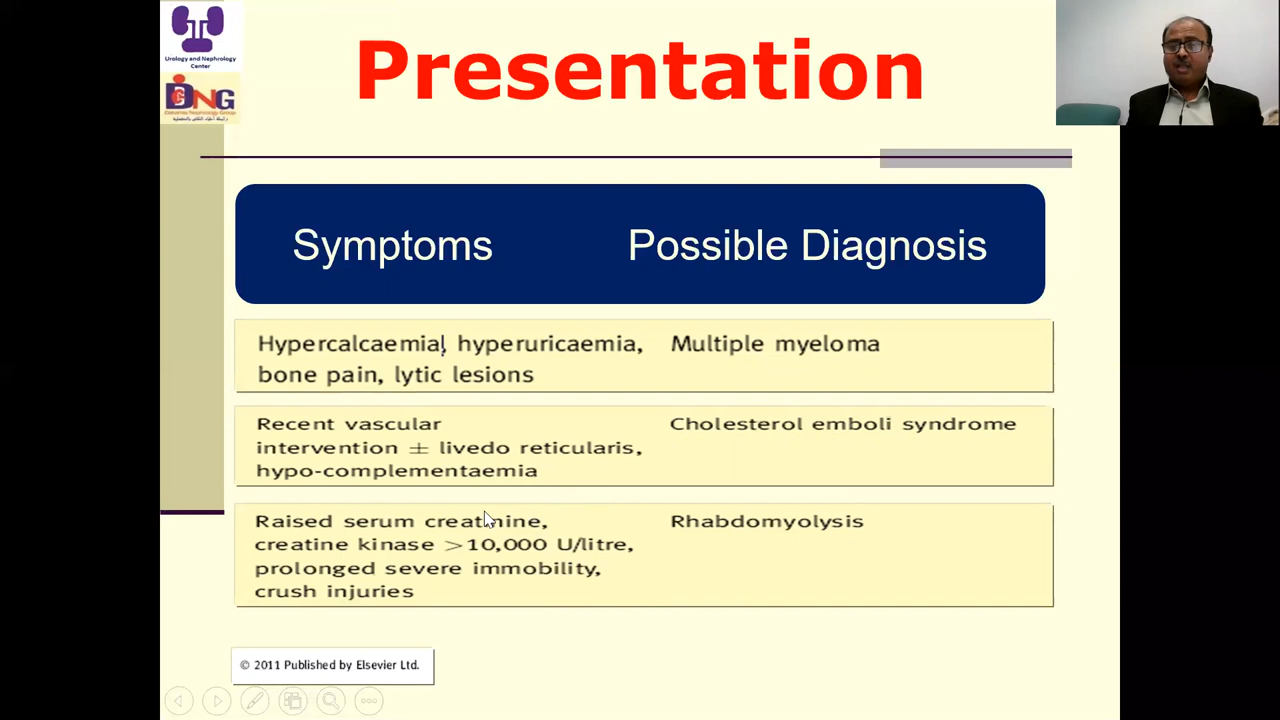 Urology and Nephrology
Center
DNG
Presentation
Symptoms Possible Diagnosis
Hypercalcaemia, hyperuricaemia, Multiple myeloma
bone pain, lytic lesions
Recent vascular Cholesterol emboli syndrome
intervention ± livedo reticularis,
hypo-complementaemia
Raised serum creatinine, Rhabdomyolysis
creatine kinase >10,000 U/litre,
prolonged severe immobility,
crush injuries
© 2011 Published by Elsevier Ltd.